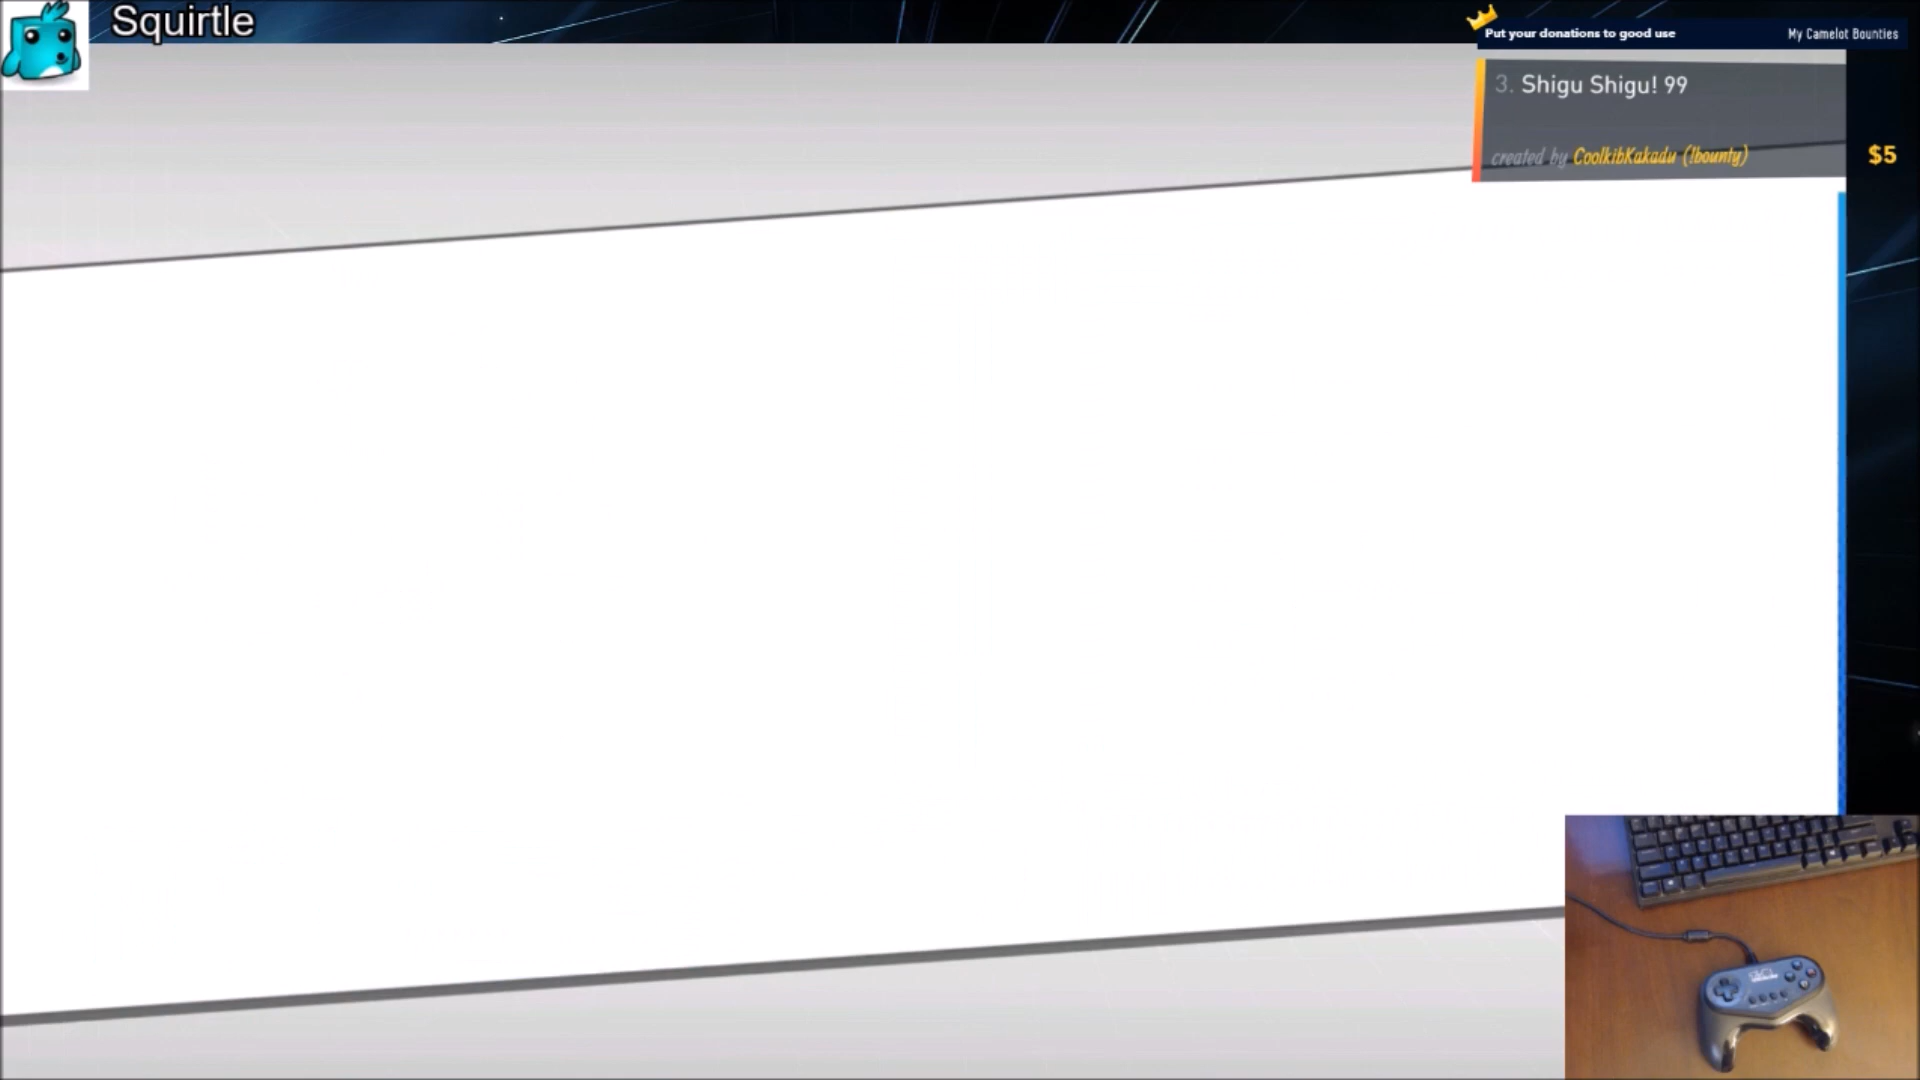 Squirtle
Put your donations to good use
My Camelot Bounties
3. Shigu Shigu! 99
created by CoolkibKakadu (!bounty)
$5